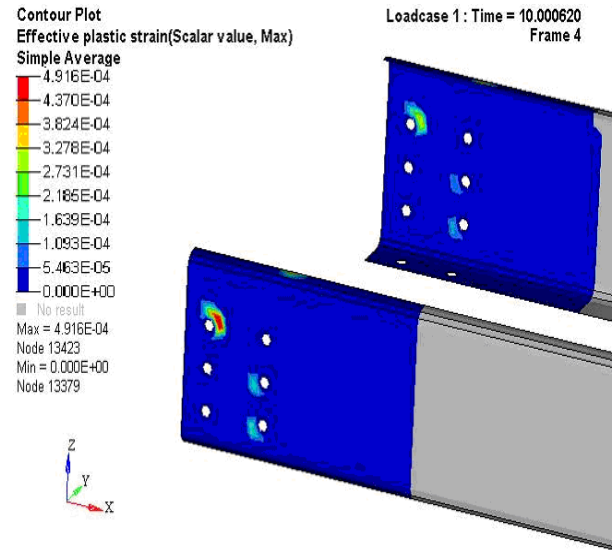 Contour Plot
Effective plastic strain(Scalar value, Max)
Simple Average
4.916E-04
4.370E-04
3.824E-04
3.278E-04
2.731E-04
2.185E-04
1.639E-04
1.093E-04
5.463E-05
0.000E+00
No result
Max = 4.916E-04
Node 13423
Min = 0.000E+00
Node 13379
Loadcase 1 : Time = 10.000620
Frame 4
Z
Y
X